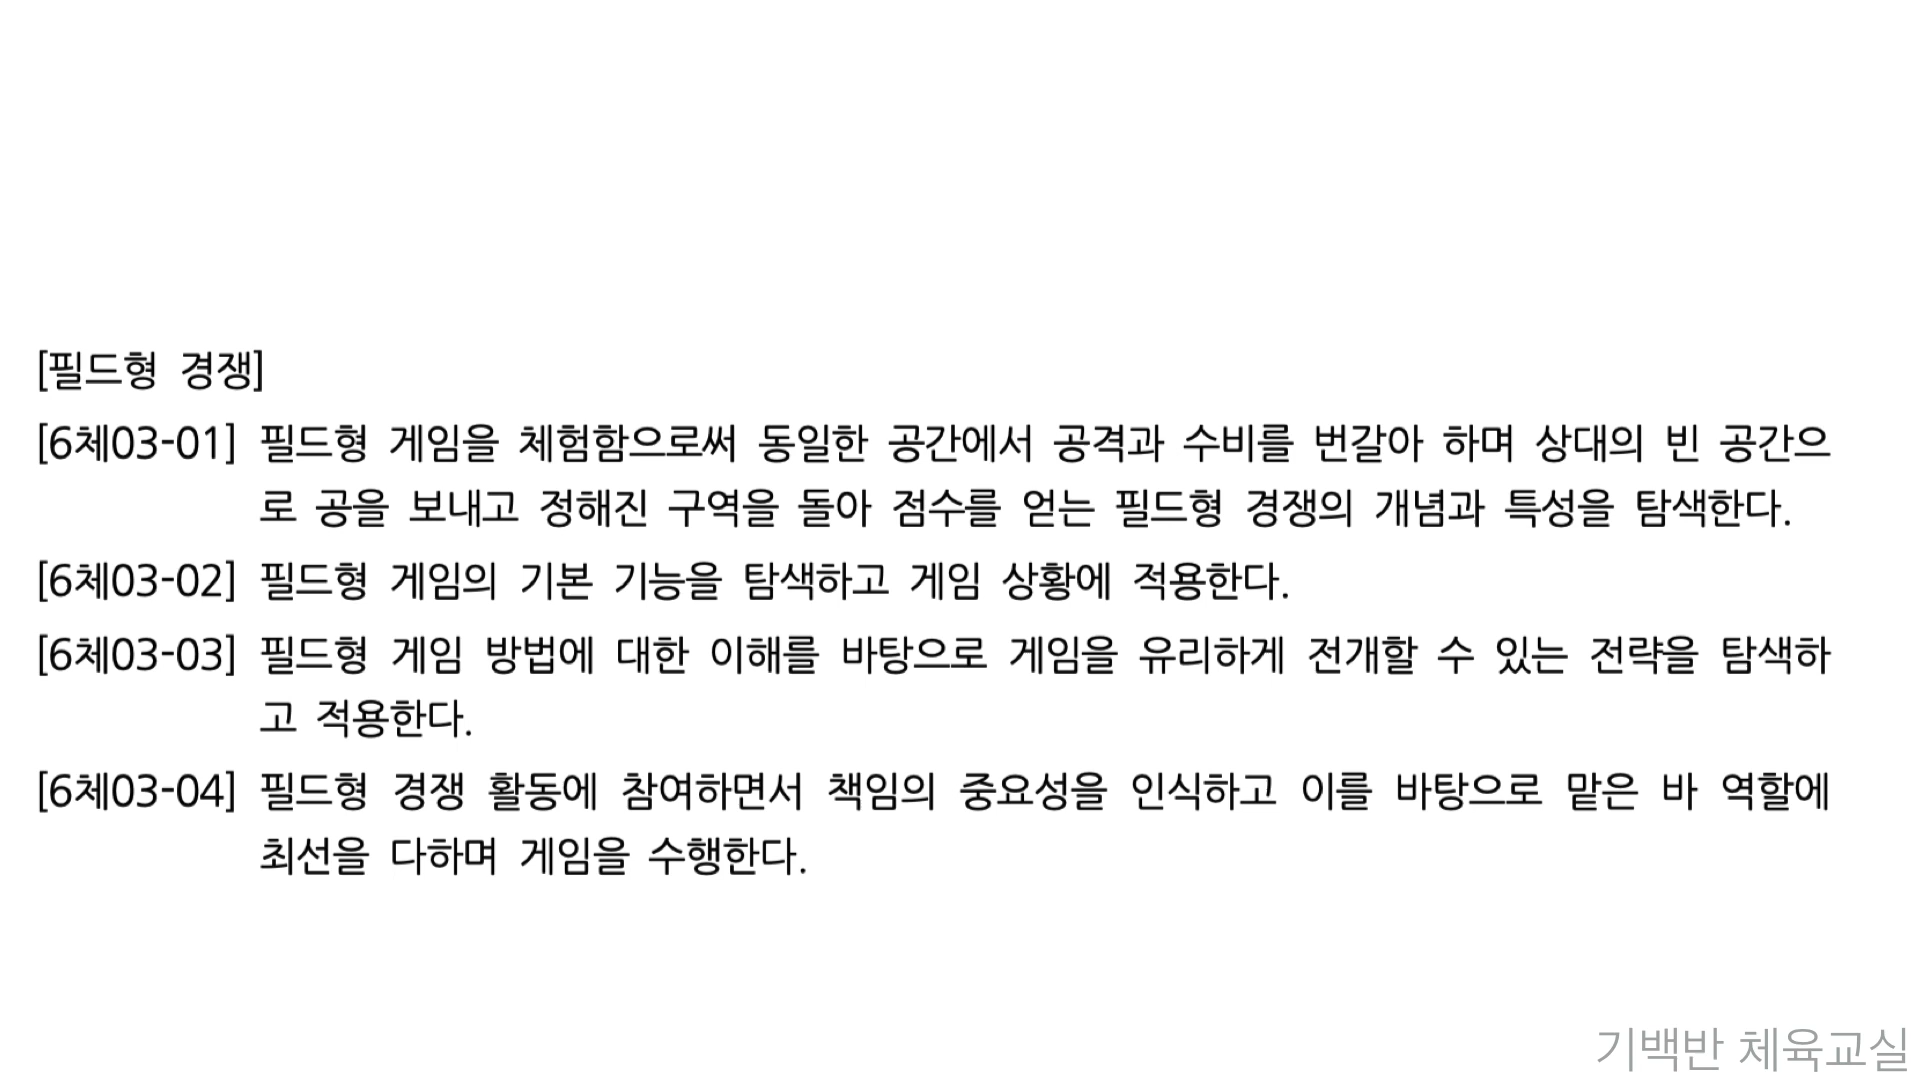 [필드형 경쟁]
[6체03-01] 필드형 게임을 체험함으로써 동일한 공간에서 공격과 수비를 번갈아 하며 상대의 빈 공간으
로 공을 보내고 정해진 구역을 돌아 점수를 얻는 필드형 경쟁의 개념과 특성을 탐색한다.
[6체03-02] 필드형 게임의 기본 기능을 탐색하고 게임 상황에 적용한다.
[6체03-03] 필드형 게임 방법에 대한 이해를 바탕으로 게임을 유리하게 전개할 수 있는 전략을 탐색하
고 적용한다.
[6체03-04] 필드형 경쟁 활동에 참여하면서 책임의 중요성을 인식하고 이를 바탕으로 맡은 바 역할에
최선을 다하며 게임을 수행한다.
기백반 체육교실